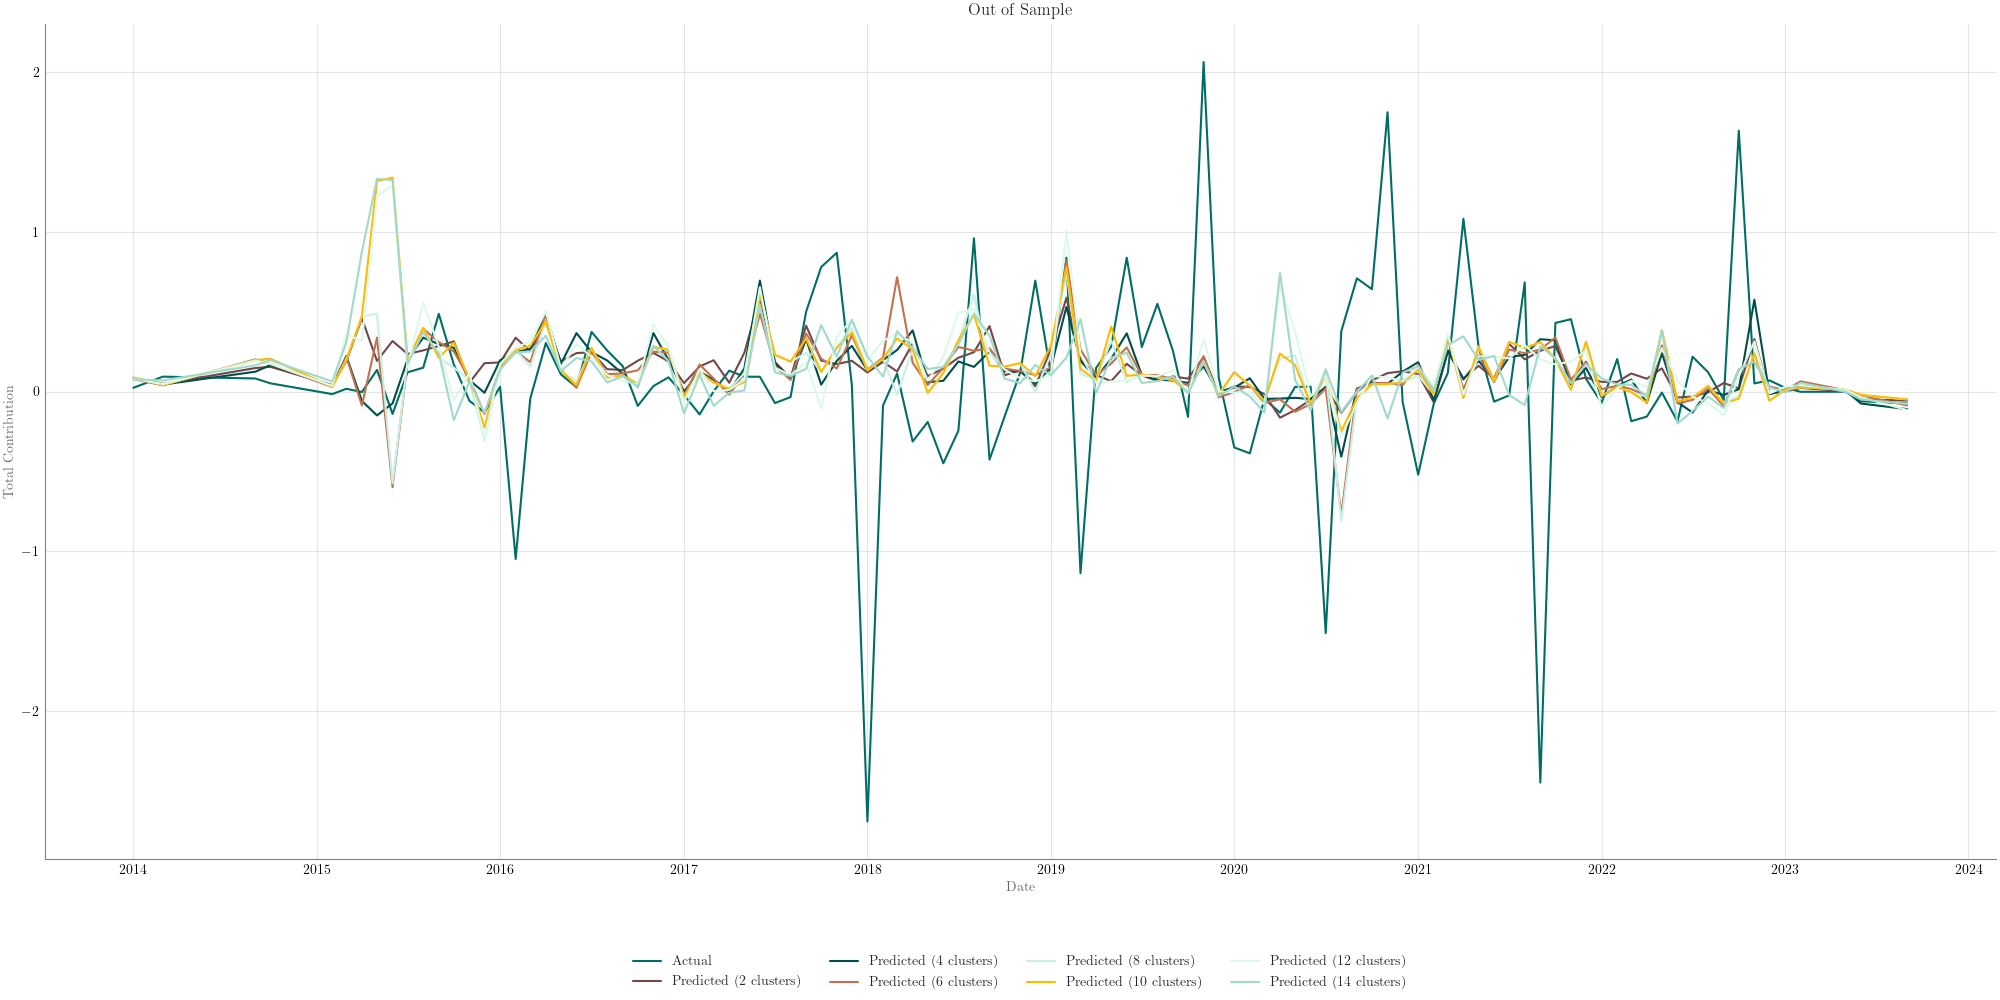 Out of Sample
Total Contribution
2
1
0
−1
−2
2014 2015 2016 2017 2018 2019 2020 2021 2022 2023 2024
Date
Actual Predicted (4 clusters) Predicted (8 clusters) Predicted (12 clusters)
Predicted (2 clusters) Predicted (6 clusters) Predicted (10 clusters) Predicted (14 clusters)